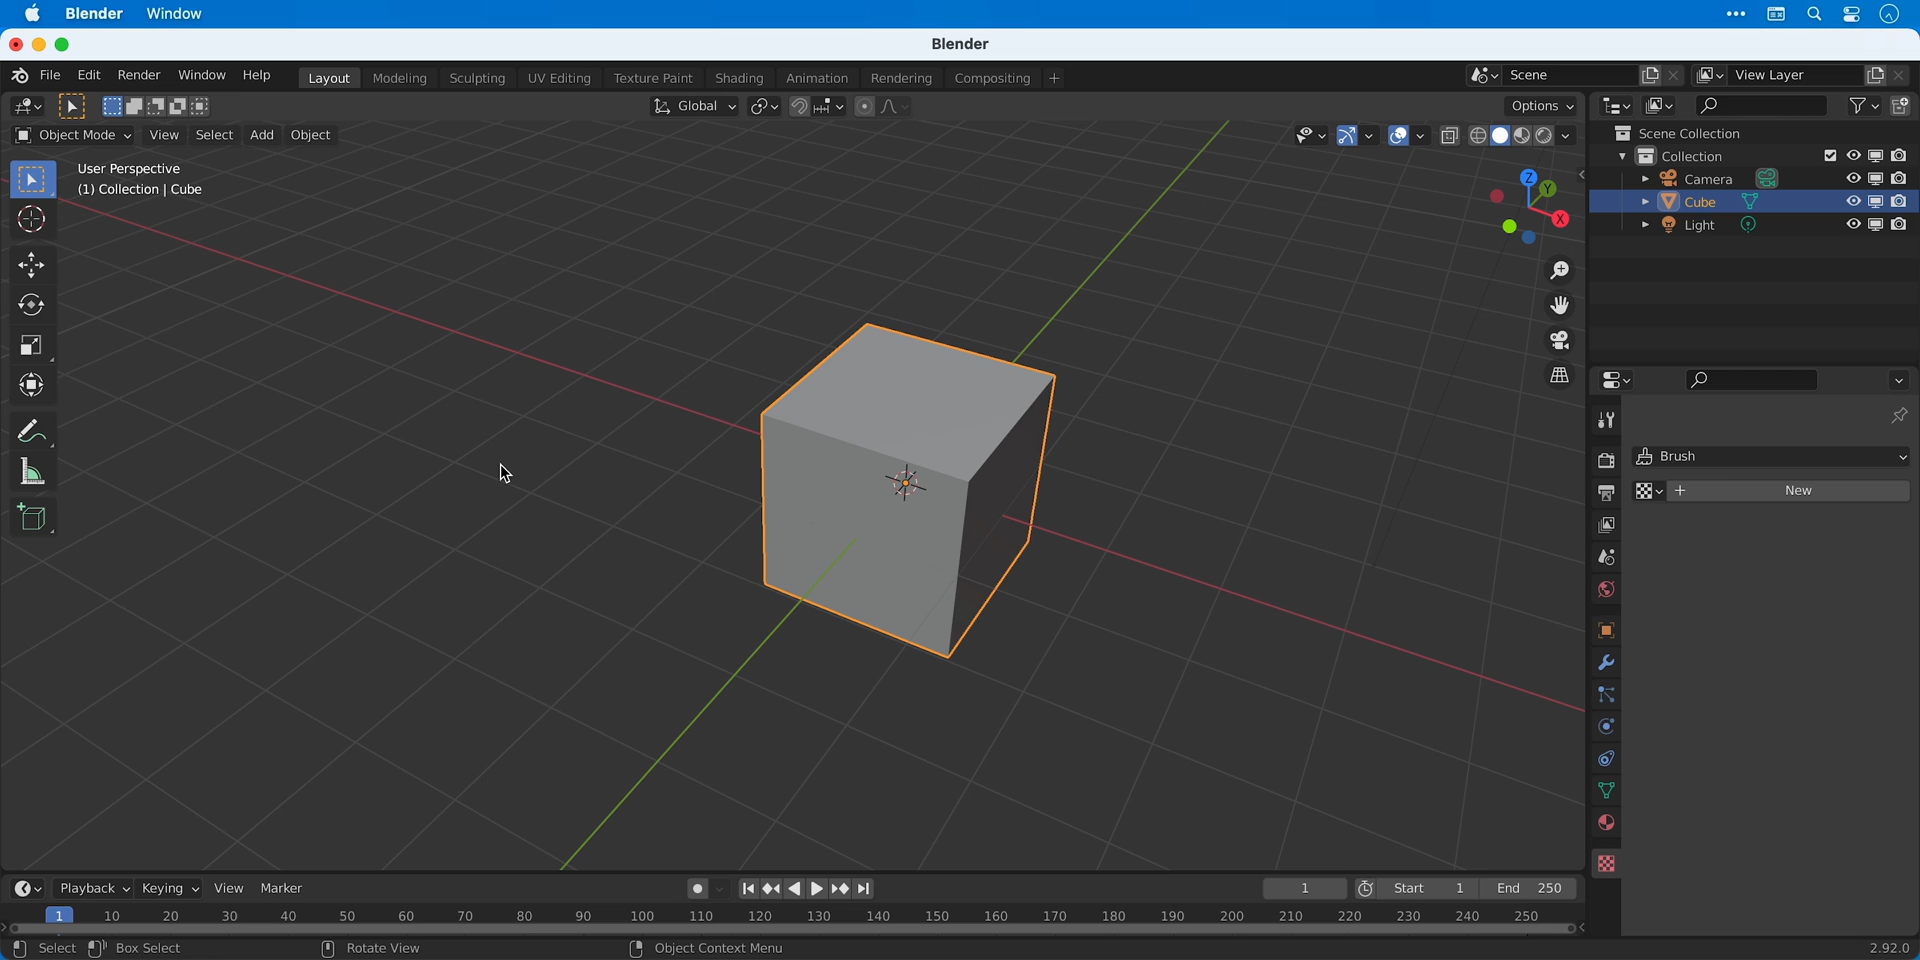 Blender Window
Blender
File Edit Render Window Help Layout Modeling Sculpting UV Editing Texture Paint Shading Animation Rendering Compositing + Scene View Layer
Global Options
Object Mode View Select Add Object
User Perspective
(1) Collection | Cube
Z
Y
X
Scene Collection
Collection
Camera
Cube
Light
Brush
+ New
Playback Keying View Marker 1 Start 1 End 250
1 10 20 30 40 50 60 70 80 90 100 110 120 130 140 150 160 170 180 190 200 210 220 230 240 250
Select Box Select Rotate View Object Context Menu 2.92.0